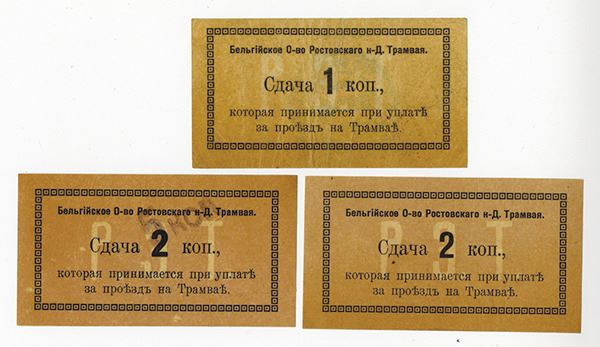 Бельгійское О-во Ростовскаго н-Д. Трамвая.
Сдача 1 коп.,
которая принимается при уплатѣ
за проѣздъ на Трамваѣ.
Бельгійское О-во Ростовскаго н-Д. Трамвая.
5 коп
Сдача 2 коп.,
которая принимается при уплатѣ
за проѣздъ на Трамваѣ.
Бельгійское О-во Ростовскаго н-Д. Трамвая.
Сдача 2 коп.,
которая принимается при уплатѣ
за проѣздъ на Трамваѣ.